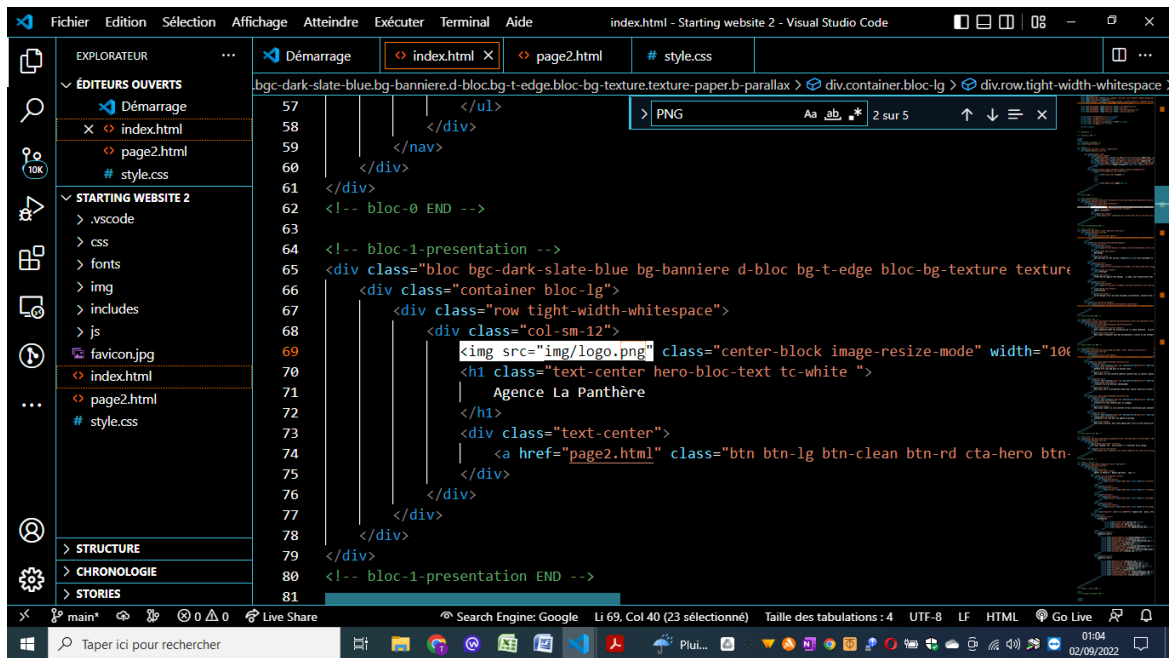 Fichier Edition Sélection Affichage Atteindre Exécuter Terminal Aide index.html - Starting website 2 - Visual Studio Code
EXPLORATEUR
Démarrage index.html page2.html # style.css
ÉDITEURS OUVERTS
Démarrage
index.html
page2.html
# style.css
STARTING WEBSITE 2
.vscode
css
fonts
img
includes
js
favicon.jpg
index.html
page2.html
# style.css
STRUCTURE
CHRONOLOGIE
STORIES
10K
.bgc-dark-slate-blue.bg-banniere.d-bloc.bg-t-edge.bloc-bg-texture.texture-paper.b-parallax > div.container.bloc-lg > div.row.tight-width-whitespace >
PNG Aa ab .* 2 sur 5
57 </ul>
58 </div>
59 </nav>
60 </div>
61 </div>
62 <!-- bloc-0 END -->
63
64 <!-- bloc-1-presentation -->
65 <div class="bloc bgc-dark-slate-blue bg-banniere d-bloc bg-t-edge bloc-bg-texture texture
66 <div class="container bloc-lg">
67 <div class="row tight-width-whitespace">
68 <div class="col-sm-12">
69 <img src="img/logo.png" class="center-block image-resize-mode" width="100
70 <h1 class="text-center hero-bloc-text tc-white ">
71 Agence La Panthère
72 </h1>
73 <div class="text-center">
74 <a href="page2.html" class="btn btn-lg btn-clean btn-rd cta-hero btn-
75 </div>
76 </div>
77 </div>
78 </div>
79 </div>
80 <!-- bloc-1-presentation END -->
81
main* 0 0 Live Share Search Engine: Google Li 69, Col 40 (23 sélectionné) Taille des tabulations : 4 UTF-8 LF HTML Go Live
Taper ici pour rechercher Plui... 01:04
02/09/2022